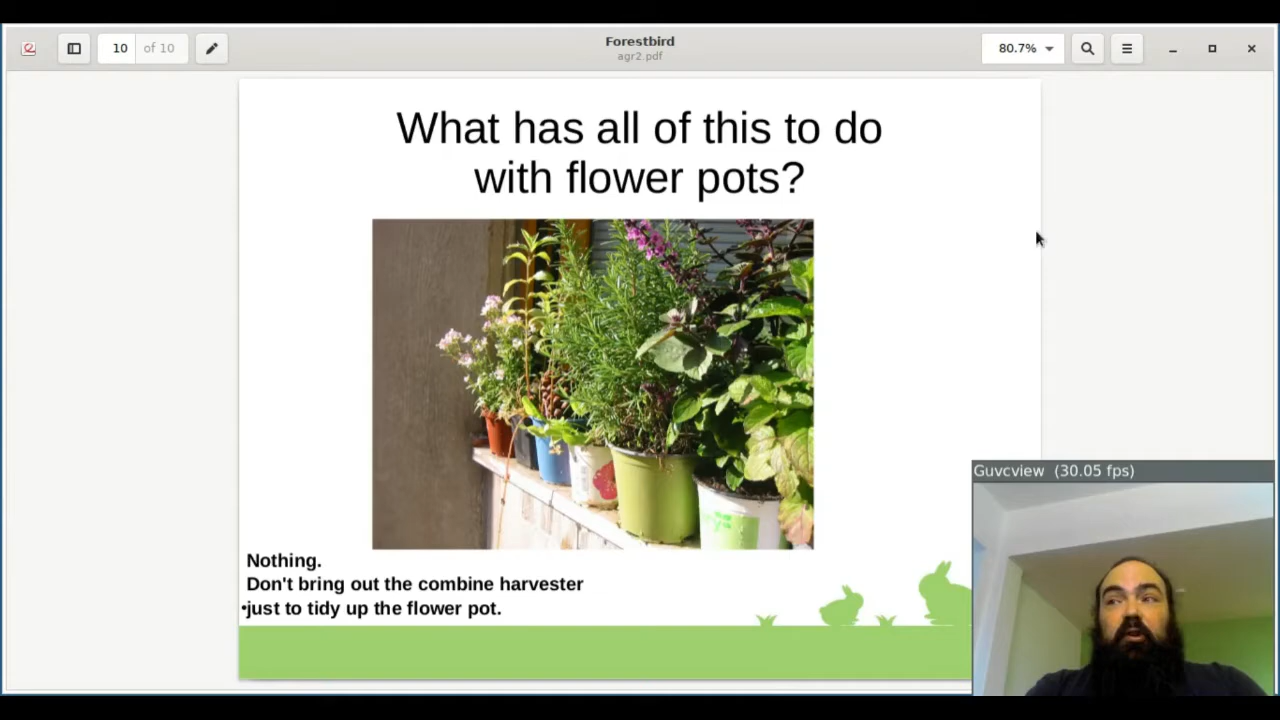 Forestbird
agr2.pdf
10 of 10
80.7%
What has all of this to do
with flower pots?
Nothing.
Don't bring out the combine harvester
•just to tidy up the flower pot.
Guvcview (30.05 fps)